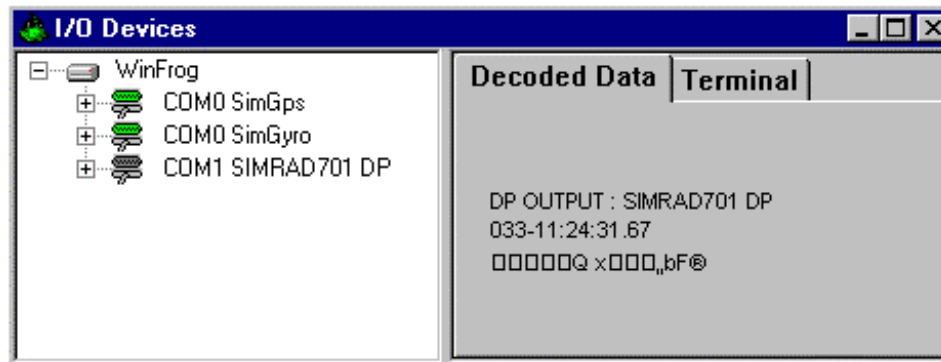 I/O Devices
WinFrog
COM0 SimGps
COM0 SimGyro
COM1 SIMRAD701 DP
Decoded Data
Terminal
DP OUTPUT : SIMRAD701 DP
033-11:24:31.67
□□□□□Q x□□□„bF®